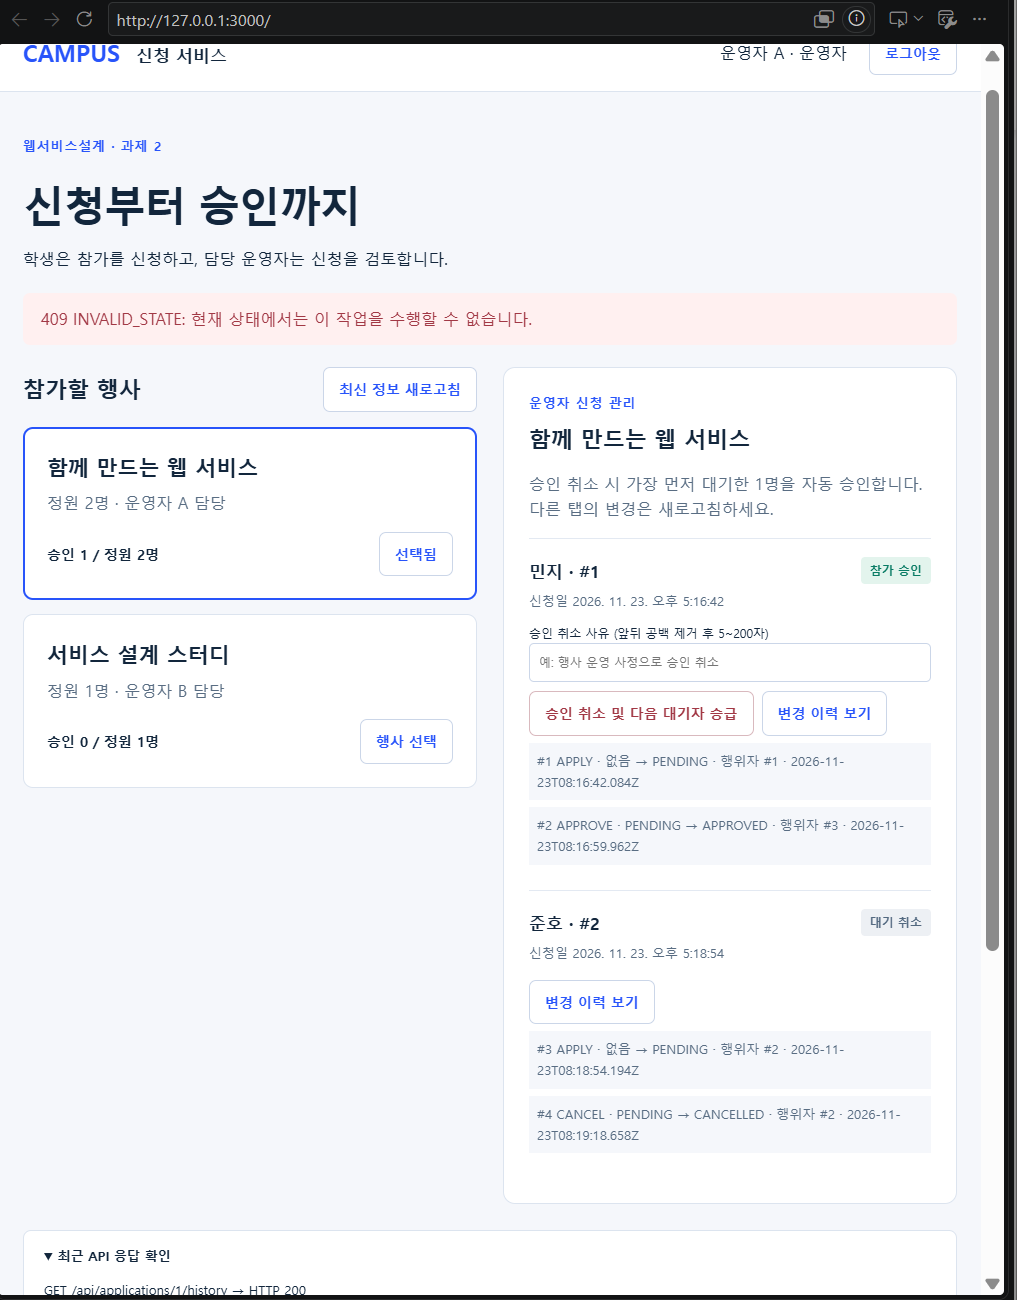 http://127.0.0.1:3000/
CAMPUS 신청 서비스
운영자 A · 운영자
로그아웃
웹서비스설계 · 과제 2
신청부터 승인까지
학생은 참가를 신청하고, 담당 운영자는 신청을 검토합니다.
409 INVALID_STATE: 현재 상태에서는 이 작업을 수행할 수 없습니다.
참가할 행사
최신 정보 새로고침
함께 만드는 웹 서비스
정원 2명 · 운영자 A 담당
승인 1 / 정원 2명
선택됨
서비스 설계 스터디
정원 1명 · 운영자 B 담당
승인 0 / 정원 1명
행사 선택
운영자 신청 관리
함께 만드는 웹 서비스
승인 취소 시 가장 먼저 대기한 1명을 자동 승인합니다.
다른 탭의 변경은 새로고침하세요.
민지 · #1
참가 승인
신청일 2026. 11. 23. 오후 5:16:42
승인 취소 사유 (앞뒤 공백 제거 후 5~200자)
예: 행사 운영 사정으로 승인 취소
승인 취소 및 다음 대기자 승급
변경 이력 보기
#1 APPLY · 없음 → PENDING · 행위자 #1 · 2026-11-
23T08:16:42.084Z
#2 APPROVE · PENDING → APPROVED · 행위자 #3 · 2026-11-
23T08:16:59.962Z
준호 · #2
대기 취소
신청일 2026. 11. 23. 오후 5:18:54
변경 이력 보기
#3 APPLY · 없음 → PENDING · 행위자 #2 · 2026-11-
23T08:18:54.194Z
#4 CANCEL · PENDING → CANCELLED · 행위자 #2 · 2026-11-
23T08:19:18.658Z
▼ 최근 API 응답 확인
GET /api/applications/1/history → HTTP 200